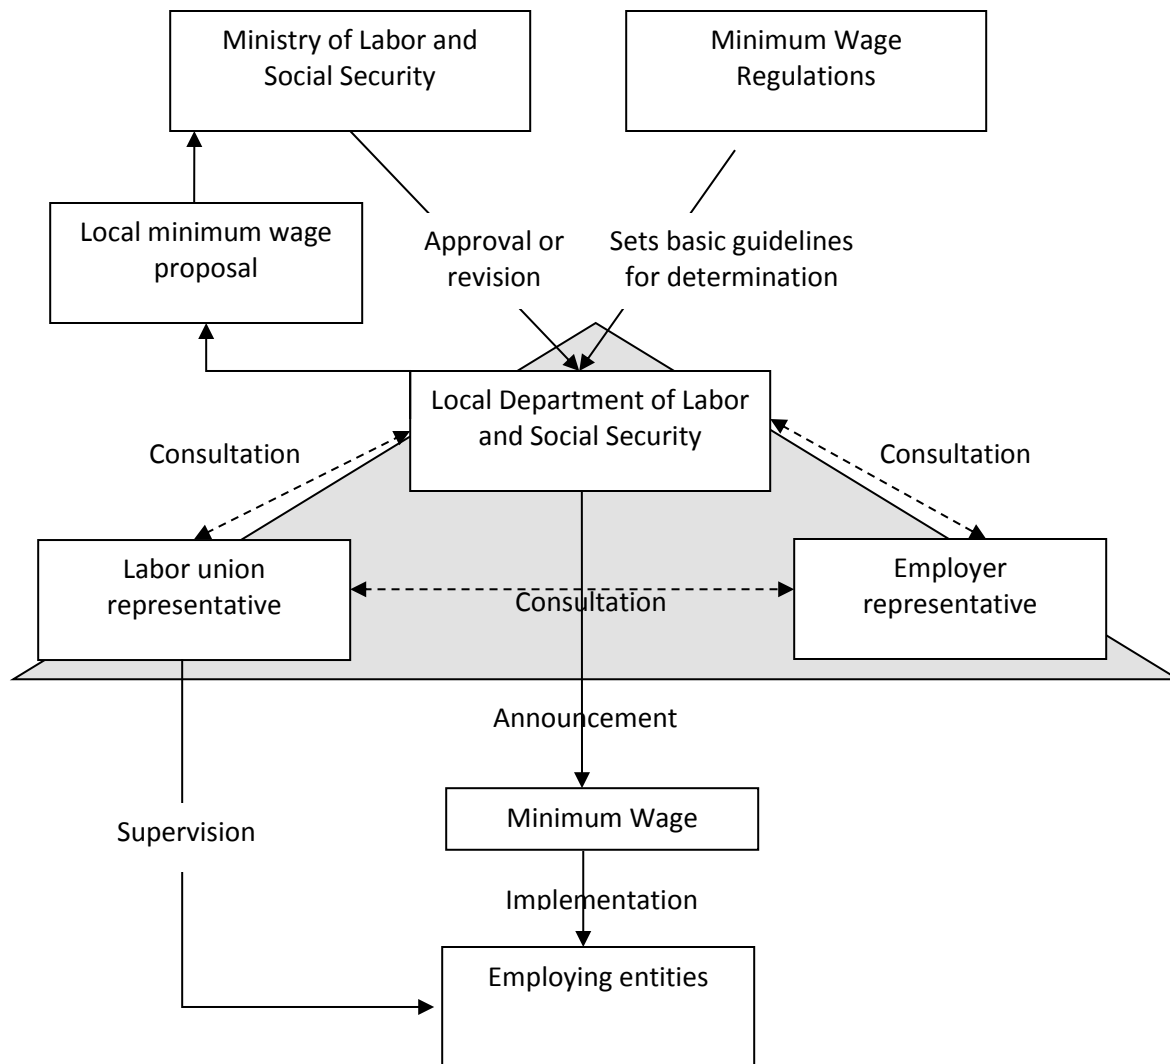 Ministry of Labor and
Social Security
Minimum Wage
Regulations
Local minimum wage
proposal
Approval or
revision
Sets basic guidelines
for determination
Local Department of Labor
and Social Security
Consultation
Consultation
Labor union
representative
Consultation
Employer
representative
Announcement
Minimum Wage
Supervision
Implementation
Employing entities